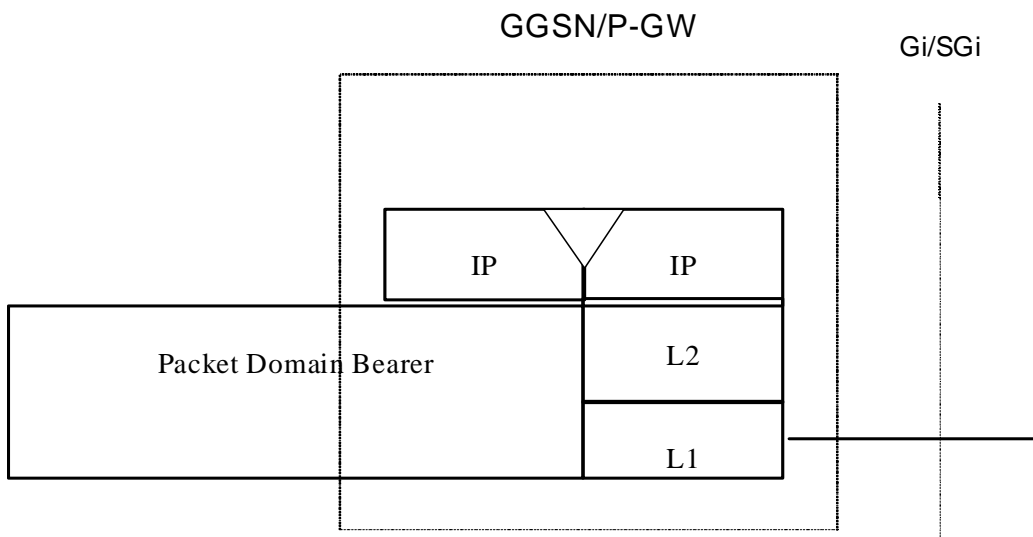 GGSN/P-GW
Gi/SGi
IP
IP
Packet Domain Bearer
L2
L1